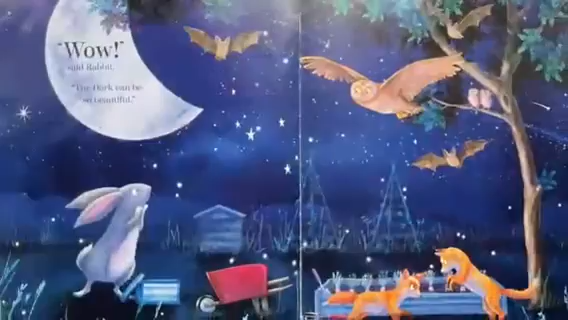 "Wow!"
said Rabbit.
"The Dark can be
so beautiful."